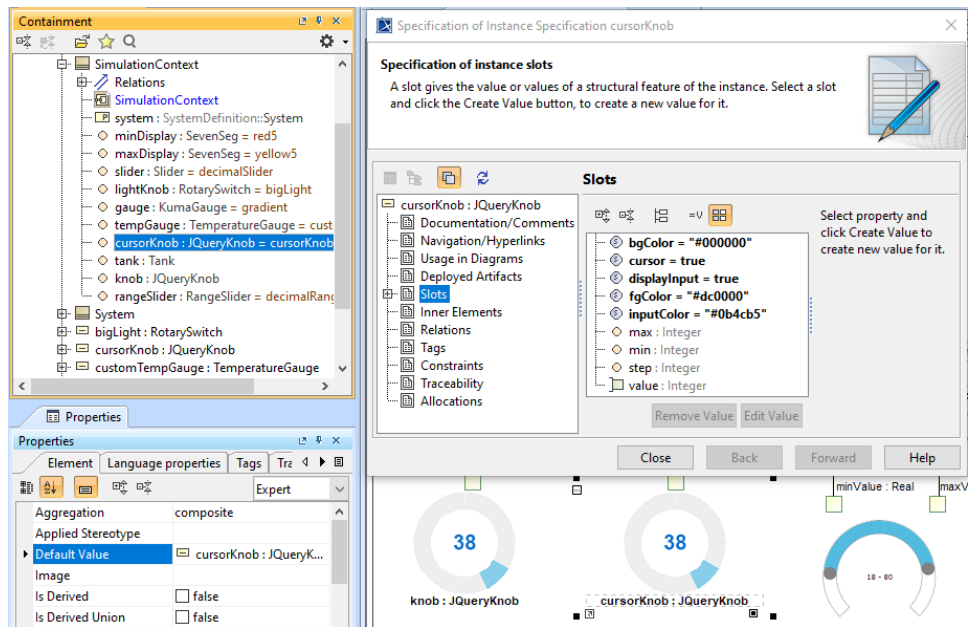 Containment
SimulationContext
Relations
SimulationContext
system : SystemDefinition::System
minDisplay : SevenSeg = red5
maxDisplay : SevenSeg = yellow5
slider : Slider = decimalSlider
lightKnob : RotarySwitch = bigLight
gauge : KumaGauge = gradient
tempGauge : TemperatureGauge = cust
cursorKnob : JQueryKnob = cursorKnob
tank : Tank
knob : JQueryKnob
rangeSlider : RangeSlider = decimalRang
System
bigLight : RotarySwitch
cursorKnob : JQueryKnob
customTempGauge : TemperatureGauge
Properties
Properties
Element
Language properties
Tags
Tra
Expert
Aggregation composite
Applied Stereotype
Default Value cursorKnob : JQueryK...
Image
Is Derived false
Is Derived Union false
Specification of Instance Specification cursorKnob
Specification of instance slots
A slot gives the value or values of a structural feature of the instance. Select a slot
and click the Create Value button, to create a new value for it.
cursorKnob : JQueryKnob
Documentation/Comments
Navigation/Hyperlinks
Usage in Diagrams
Deployed Artifacts
Slots
Inner Elements
Relations
Tags
Constraints
Traceability
Allocations
Slots
=V
bgColor = "#000000"
cursor = true
displayInput = true
fgColor = "#dc0000"
inputColor = "#0b4cb5"
max : Integer
min : Integer
step : Integer
value : Integer
Remove Value
Edit Value
Select property and
click Create Value to
create new value for it.
Close
Back
Forward
Help
38
knob : JQueryKnob
38
cursorKnob : JQueryKnob
minValue : Real
maxV
18 - 80